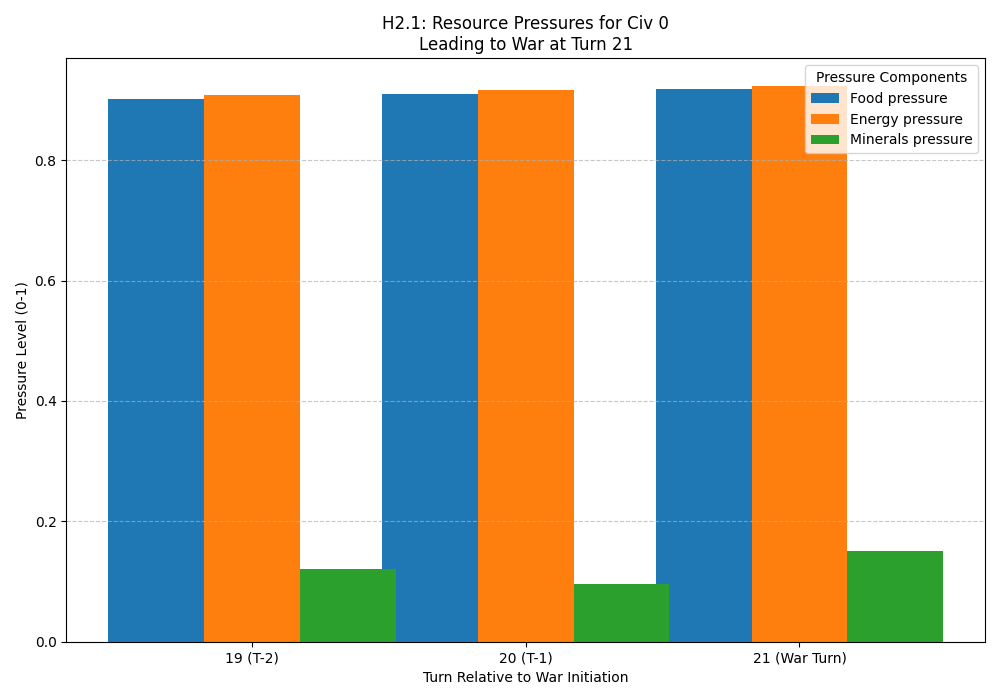 H2.1: Resource Pressures for Civ 0
Leading to War at Turn 21
Pressure Components
Food pressure
Energy pressure
Minerals pressure
Pressure Level (0-1)
0.8
0.6
0.4
0.2
0.0
19 (T-2)
20 (T-1)
21 (War Turn)
Turn Relative to War Initiation